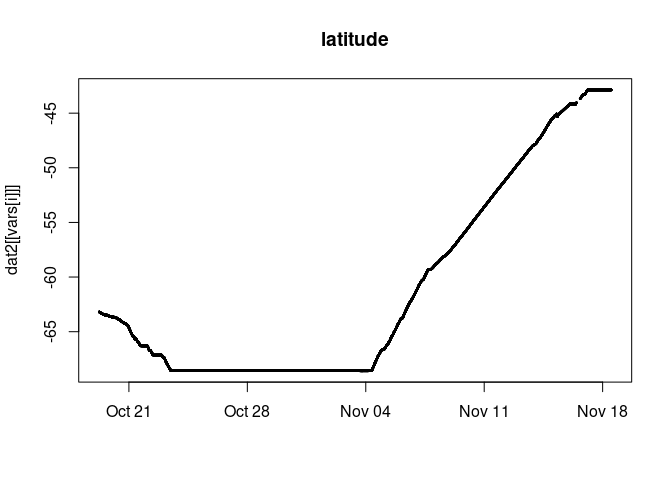 latitude
dat2[[vars[i]]]
-45
-50
-55
-60
-65
Oct 21
Oct 28
Nov 04
Nov 11
Nov 18